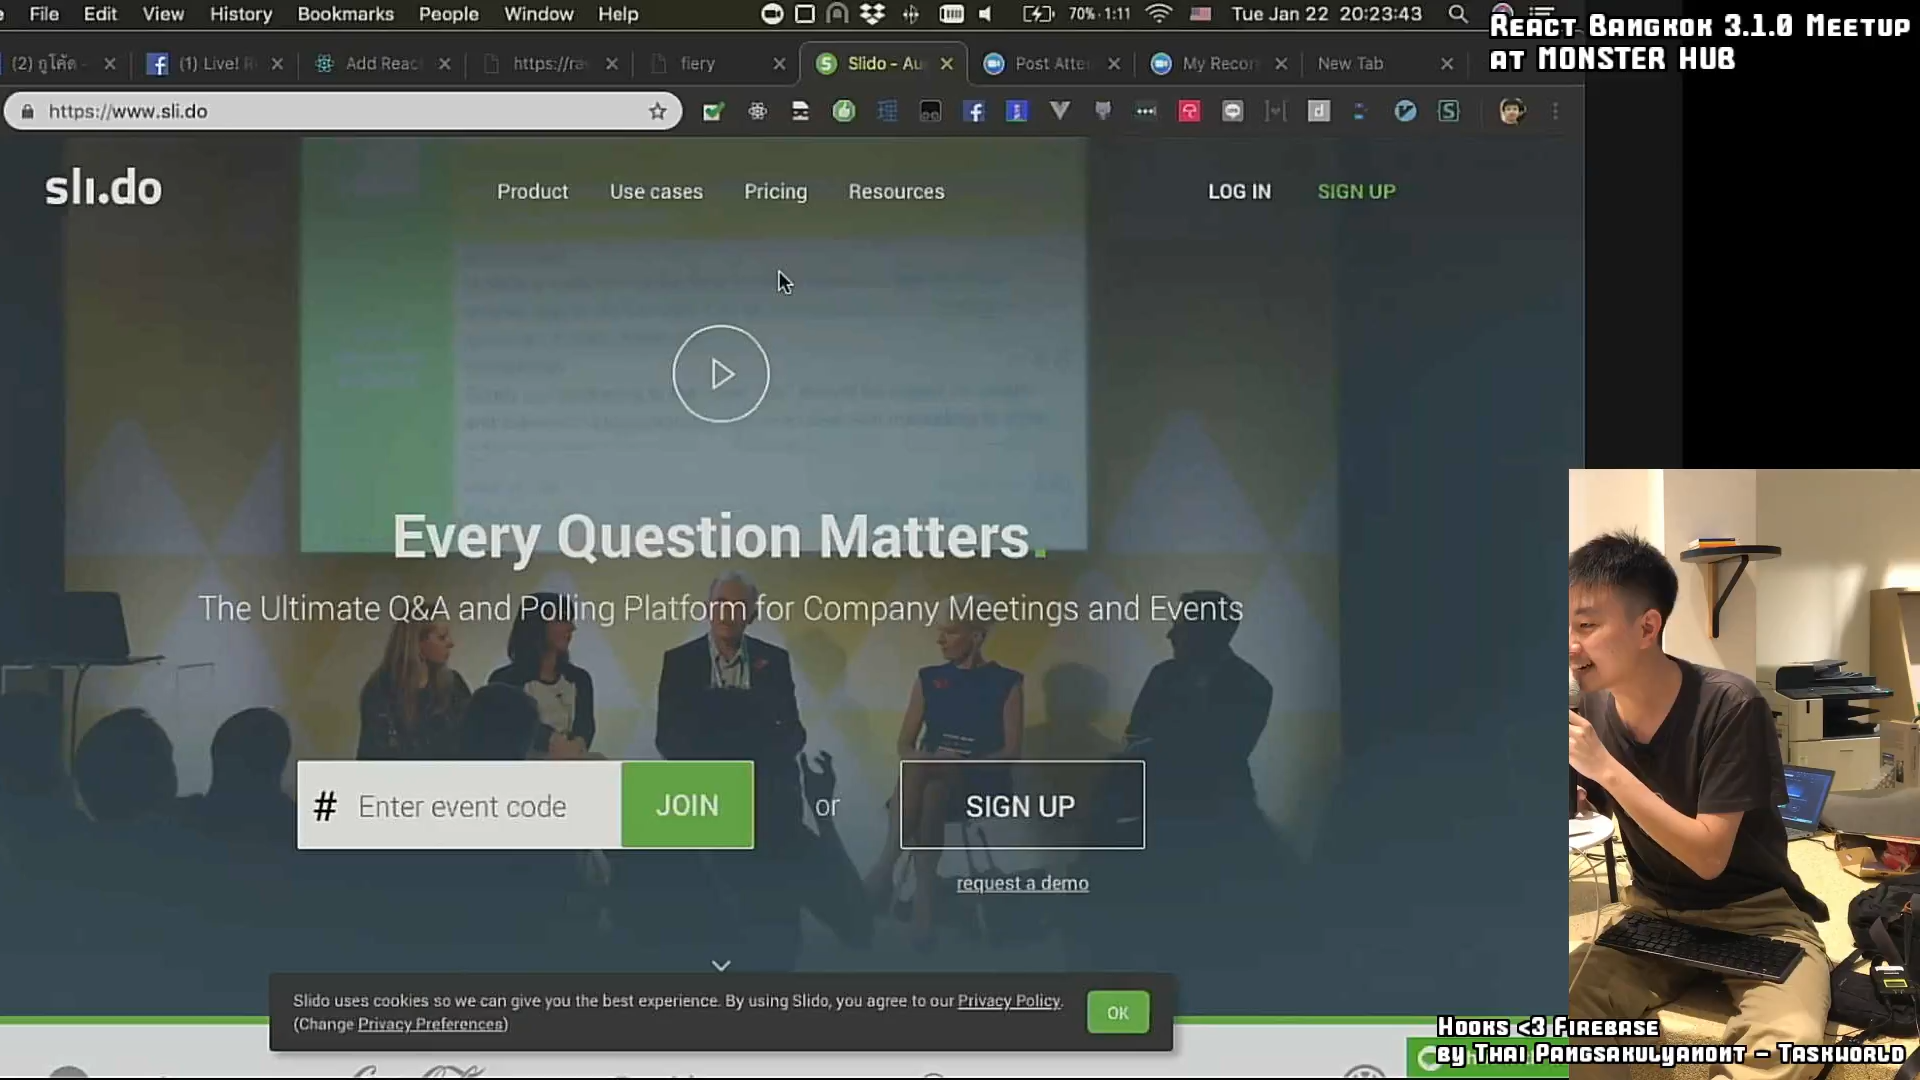 File Edit View History Bookmarks People Window Help
70% · 1:11 Tue Jan 22 20:23:43
React Bangkok 3.1.0 Meetup
at MONSTER HUB
(2) กูโค้ด - (1) Live! R Add Reac https://ra fiery Slido - Au Post Atte My Recor New Tab
https://www.sli.do
sli.do Product Use cases Pricing Resources LOG IN SIGN UP
Every Question Matters.
The Ultimate Q&A and Polling Platform for Company Meetings and Events
# Enter event code JOIN or SIGN UP
request a demo
Slido uses cookies so we can give you the best experience. By using Slido, you agree to our Privacy Policy.
(Change Privacy Preferences)
OK
Hooks <3 Firebase
by Thai Pangsakulyanont - Taskworld